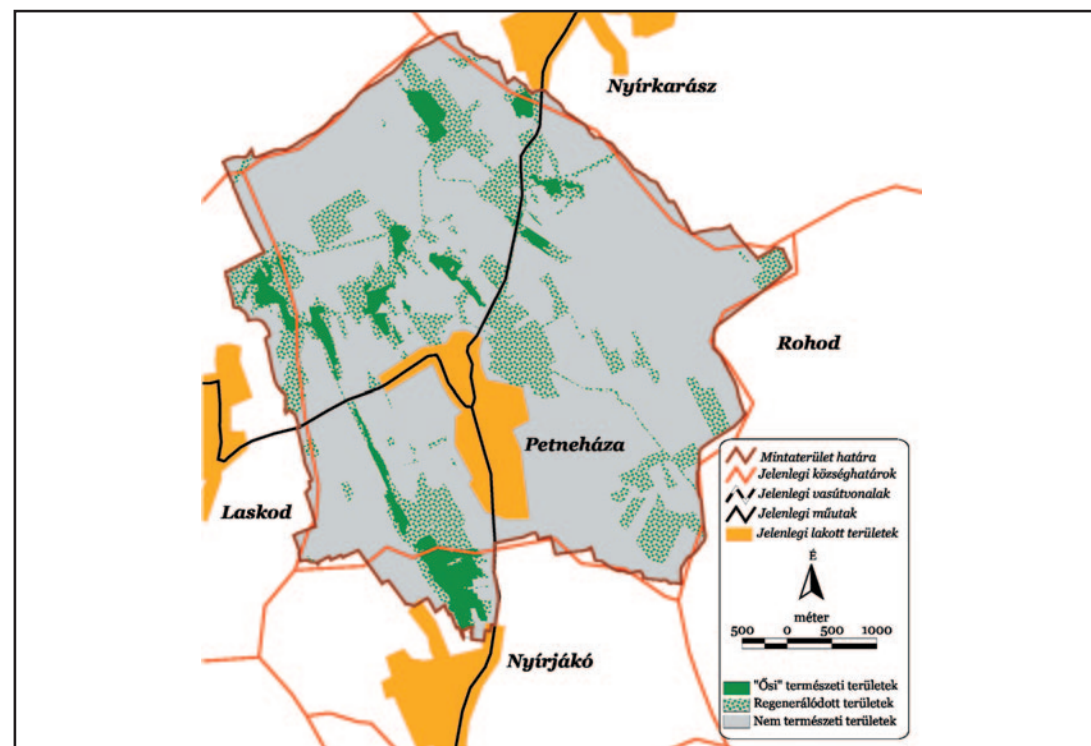 Nyírkarász
Rohod
Petneháza
Laskod
Nyírjákó
Mintaterület határa
Jelenlegi községhatárok
Jelenlegi vasútvonalak
Jelenlegi műutak
Jelenlegi lakott területek
É
méter
500 0 500 1000
"Ősi" természeti területek
Regenerálódott területek
Nem természeti területek